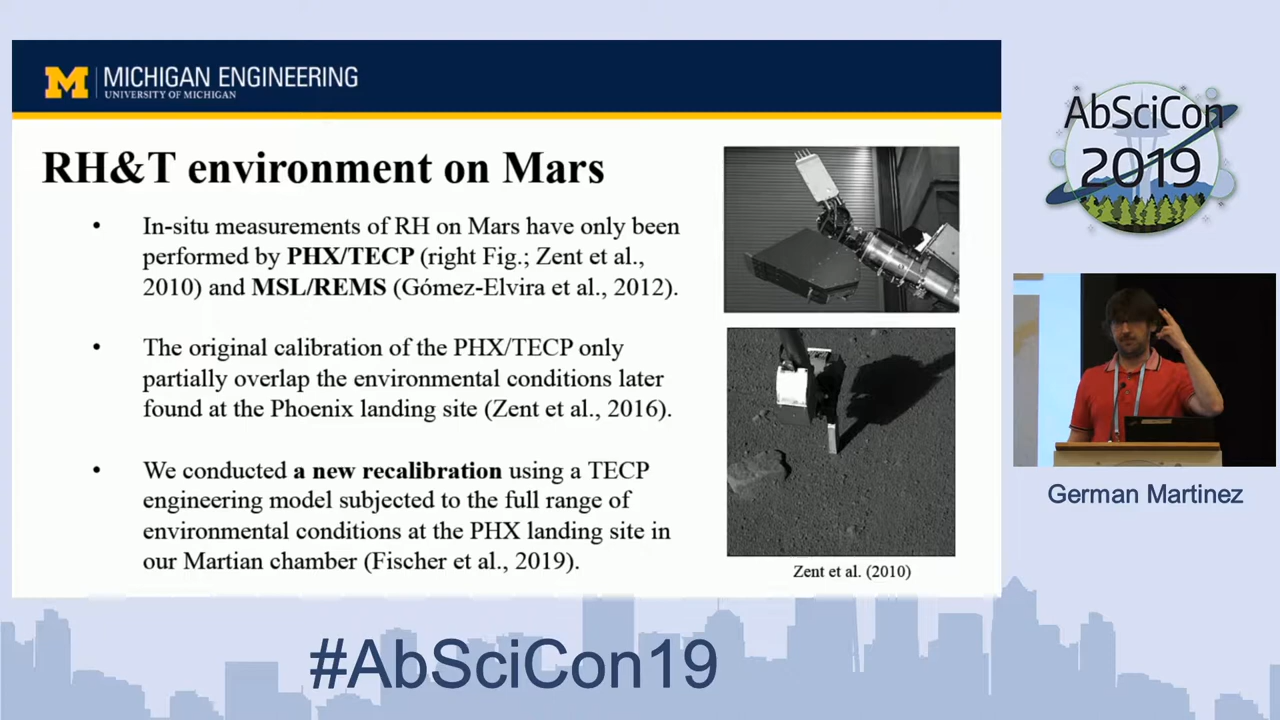 MICHIGAN ENGINEERING
UNIVERSITY OF MICHIGAN
RH&T environment on Mars
• In-situ measurements of RH on Mars have only been
performed by PHX/TECP (right Fig.; Zent et al.,
2010) and MSL/REMS (Gómez-Elvira et al., 2012).
• The original calibration of the PHX/TECP only
partially overlap the environmental conditions later
found at the Phoenix landing site (Zent et al., 2016).
• We conducted a new recalibration using a TECP
engineering model subjected to the full range of
environmental conditions at the PHX landing site in
our Martian chamber (Fischer et al., 2019).
Zent et al. (2010)
AbSciCon
2019
German Martinez
#AbSciCon19